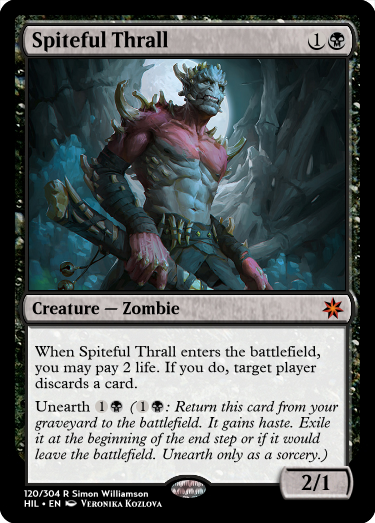 Spiteful Thrall 1
Creature — Zombie
When Spiteful Thrall enters the battlefield,
you may pay 2 life. If you do, target player
discards a card.
Unearth 1 (1 : Return this card from your
graveyard to the battlefield. It gains haste. Exile
it at the beginning of the end step or if it would
leave the battlefield. Unearth only as a sorcery.)
2/1
120/304 R Simon Williamson
HIL • EN Veronika Kozlova